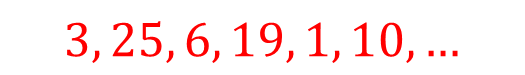 3, 25, 6, 19, 1, 10, ...